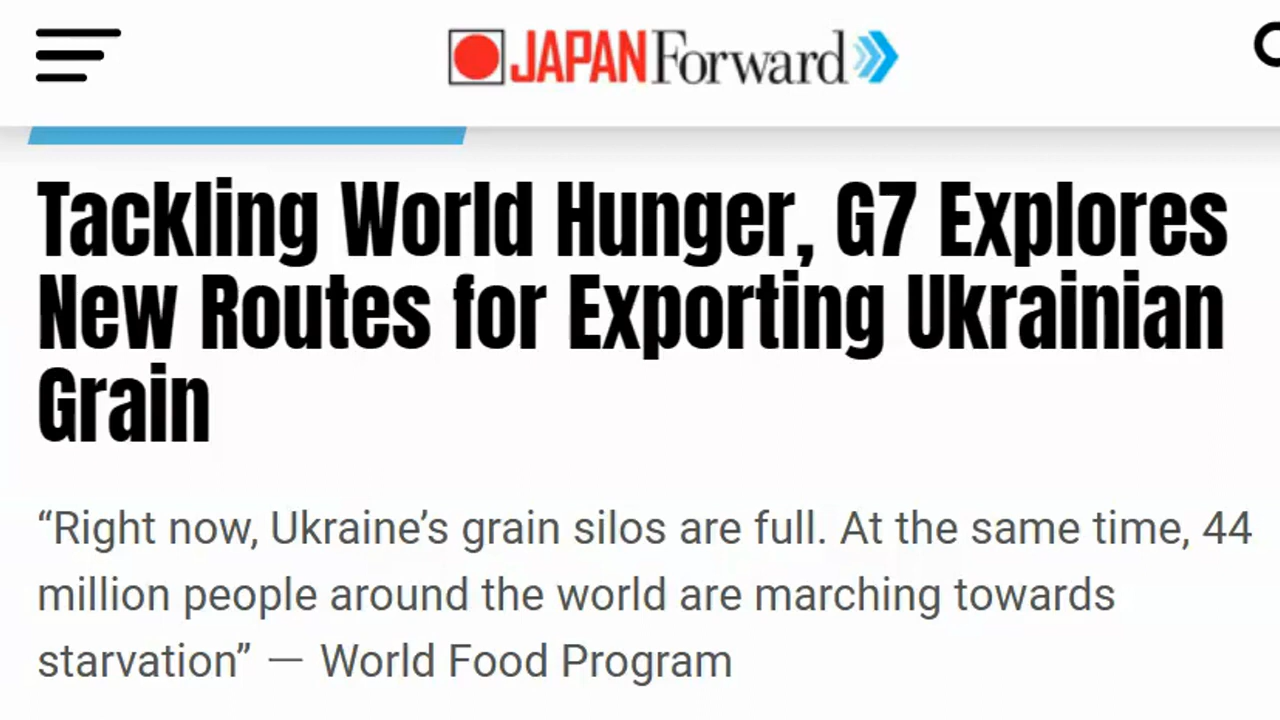 JAPAN Forward
Tackling World Hunger, G7 Explores
New Routes for Exporting Ukrainian
Grain
“Right now, Ukraine’s grain silos are full. At the same time, 44
million people around the world are marching towards
starvation” — World Food Program